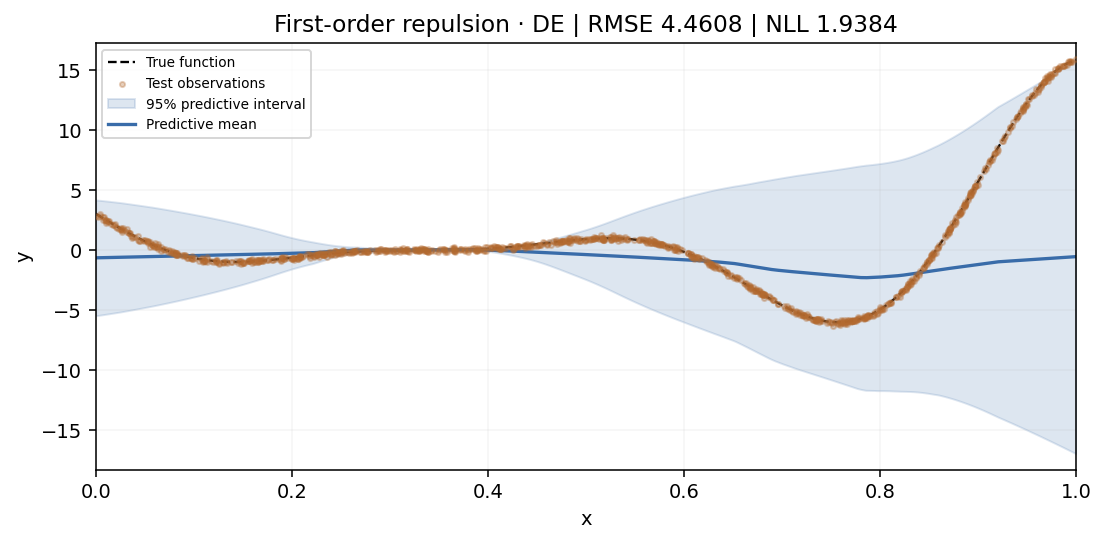 First-order repulsion · DE | RMSE 4.4608 | NLL 1.9384
True function
Test observations
95% predictive interval
Predictive mean
15
10
5
0
−5
−10
−15
y
0.0 0.2 0.4 0.6 0.8 1.0
x